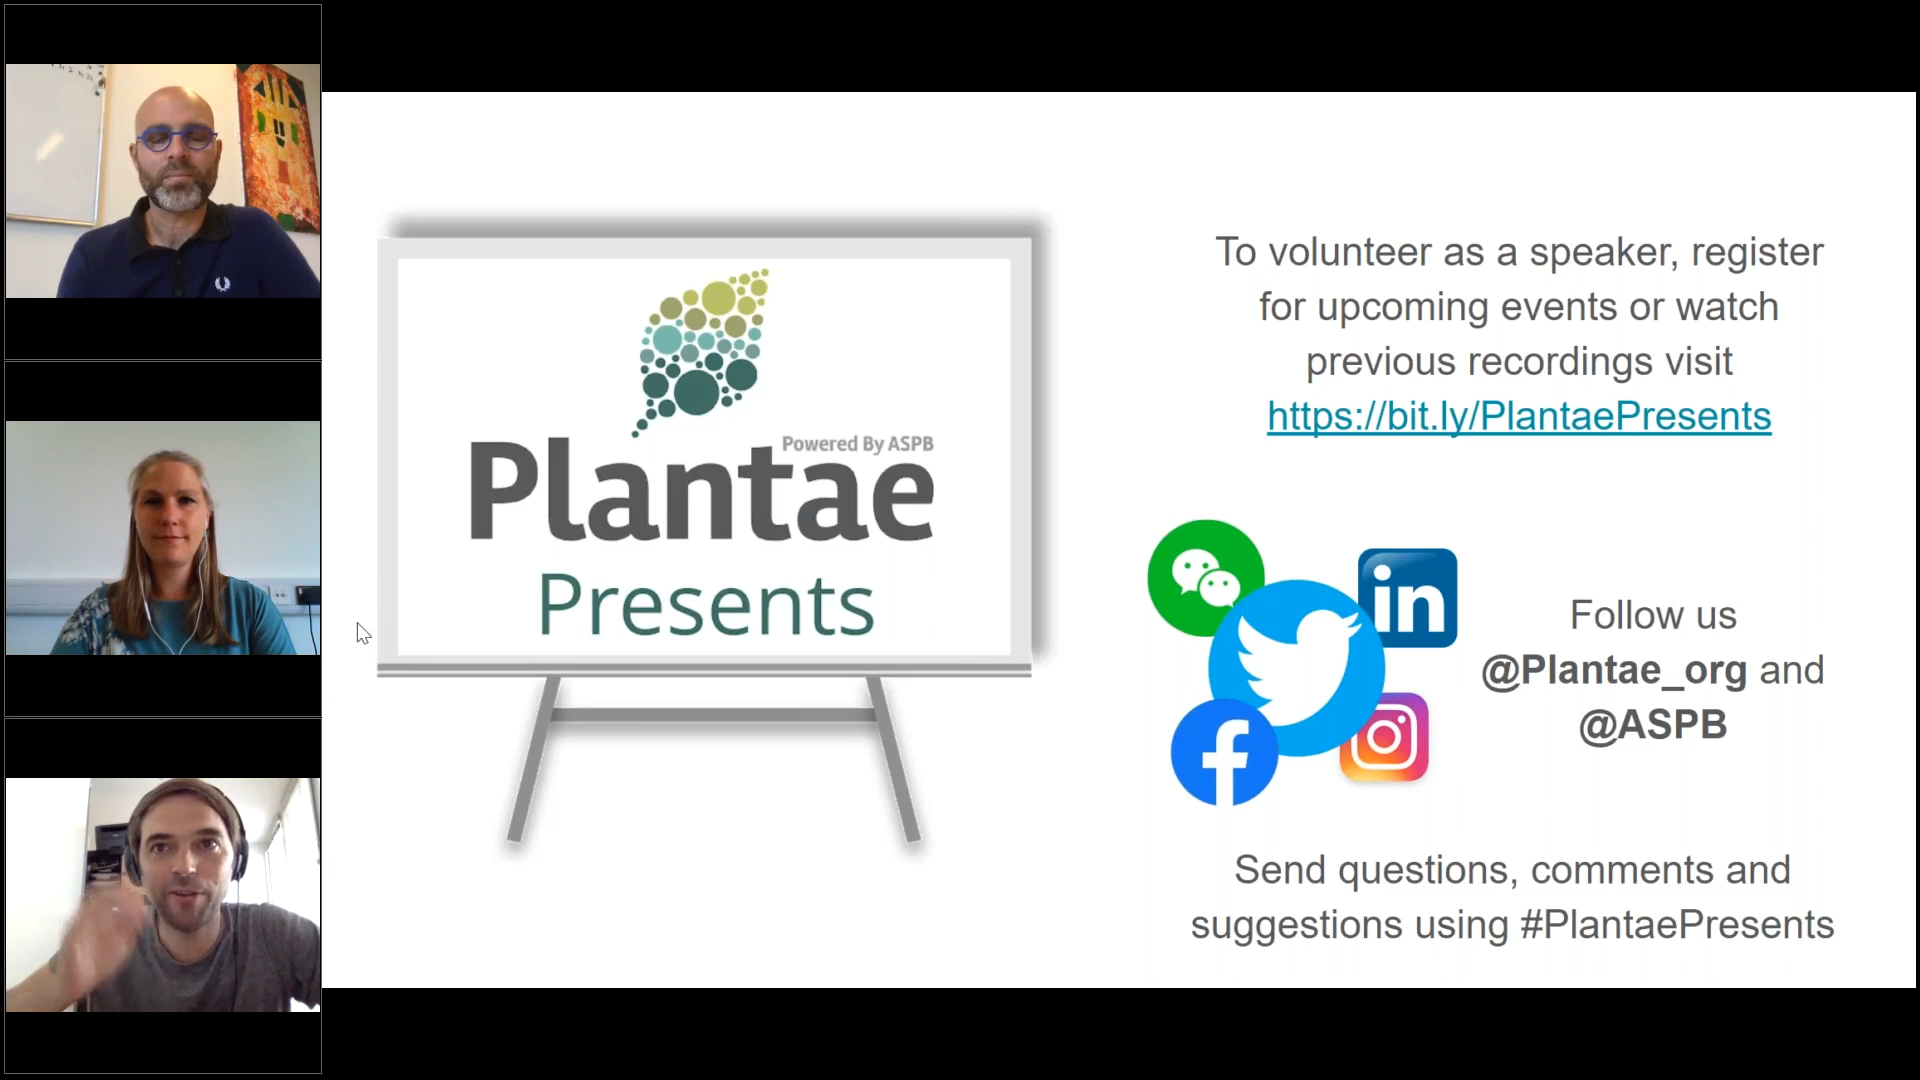 Powered By ASPB
Plantae
Presents
To volunteer as a speaker, register
for upcoming events or watch
previous recordings visit
https://bit.ly/PlantaePresents
in
f
Follow us
@Plantae_org and
@ASPB
Send questions, comments and
suggestions using #PlantaePresents